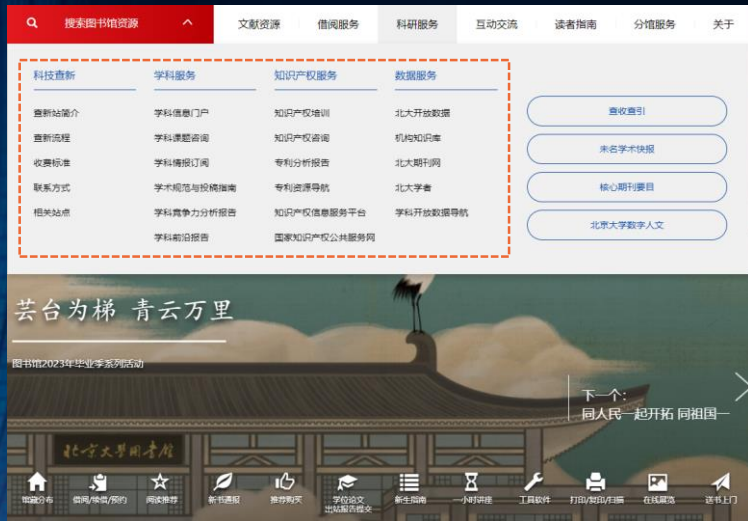 搜索图书馆资源
文献资源 借阅服务 科研服务 互动交流 读者指南 分馆服务 关于
科技查新 学科服务 知识产权服务 数据服务
查新站简介 学科信息门户 知识产权培训 北大开放数据
查新流程 学科课题咨询 知识产权咨询 机构知识库
收费标准 学科情报订阅 专利分析报告 北大期刊网
联系方式 学术规范与投稿指南 专利资源导航 北大学者
相关站点 学科竞争力分析报告 知识产权信息服务平台 学科开放数据导航
学科前沿报告 国家知识产权公共服务网
查收查引
未名学术快报
核心期刊要目
北京大学数字人文
芸台为梯 青云万里
图书馆2023年毕业季系列活动
下一个：
同人民一起开拓 同祖国一
北京大学图书馆
馆藏分布 借阅/续借/预约 阅读推荐 新书通报 推荐购买 学位论文 新生指南 一小时讲座 工具软件 打印/复印/扫描 在线展览 送书上门
出站报告提交